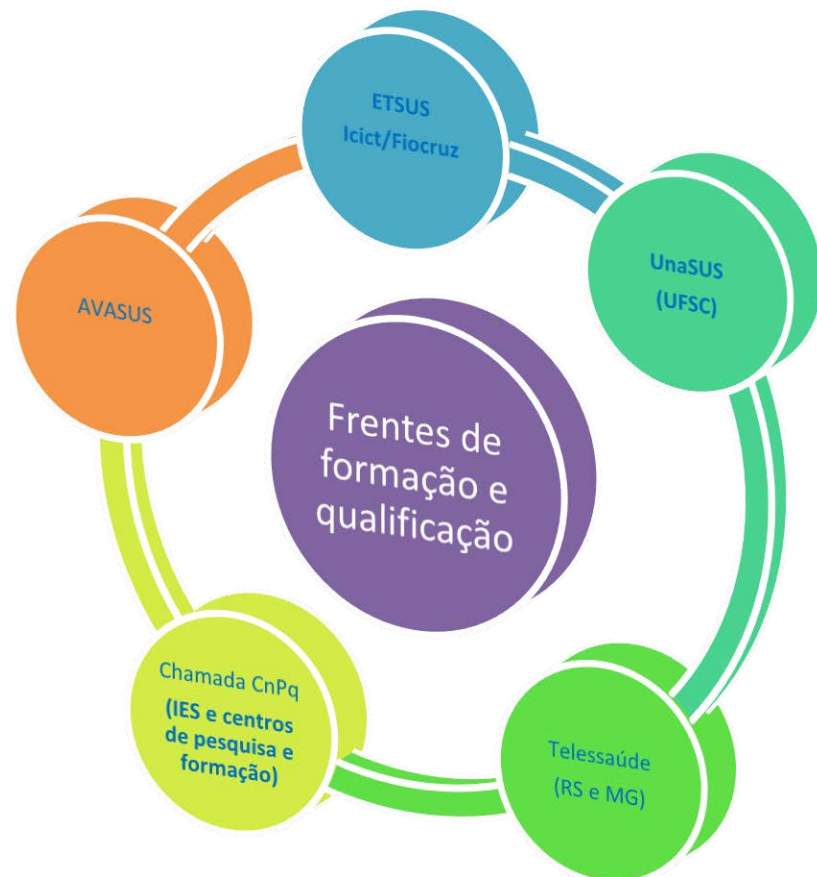 ETSUS
Icict/Fiocruz
UnaSUS
(UFSC)
AVASUS
Frentes de
formação e
qualificação
Chamada CnPq
(IES e centros
de pesquisa e
formação)
Telessaúde
(RS e MG)